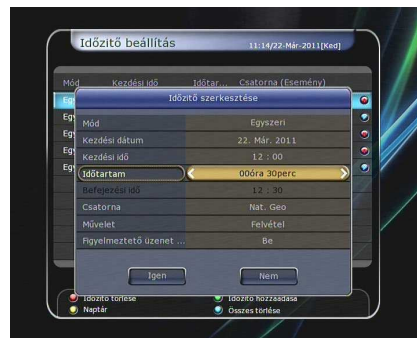 Időzítő beállítás
11:14/22-Már-2011[Ked]
Mód Kezdési idő Időtar... Csatorna (Esemény)
Időzítő szerkesztése
Mód Egyszeri
Kezdési dátum 22. Már. 2011
Kezdési idő 12 : 00
Időtartam 00óra 30perc
Befejezési idő 12 : 30
Csatorna Nat. Geo
Művelet Felvétel
Figyelmeztető üzenet ... Be
Igen Nem
Időzítő törlése Időzítő hozzáadása
Naptár Összes törlése